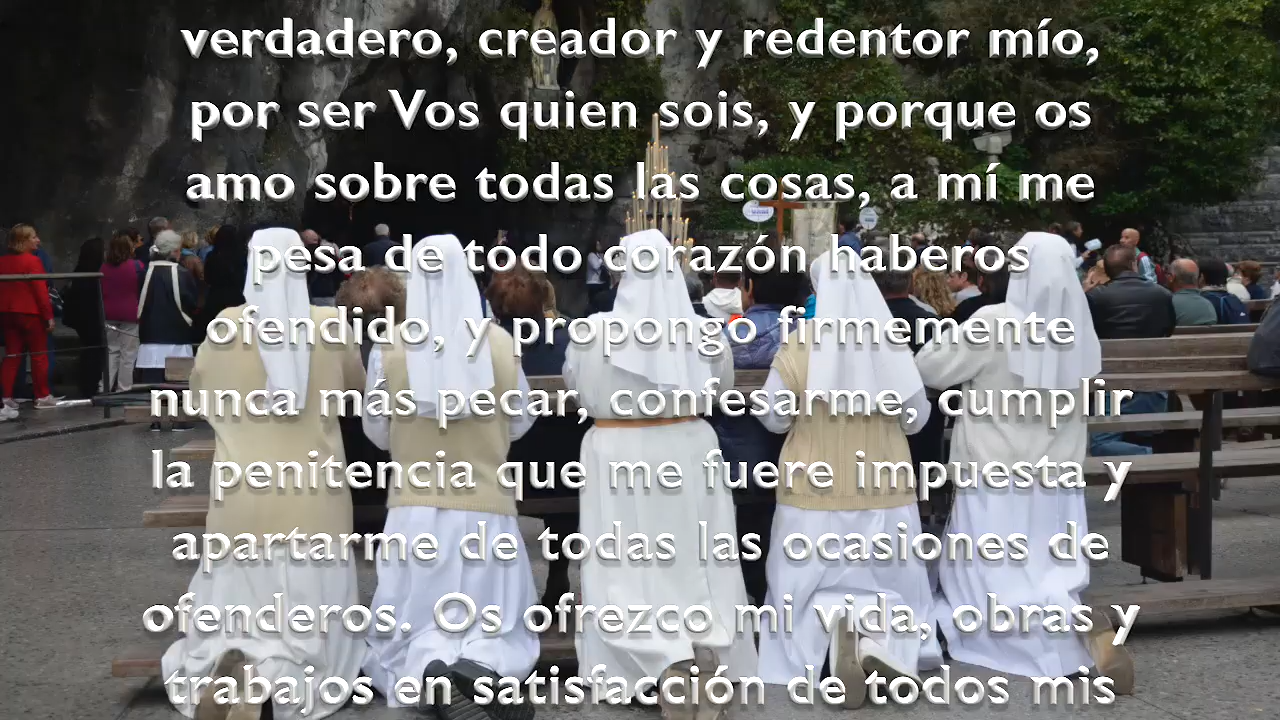 verdadero, creador y redentor mío,
por ser Vos quien sois, y porque os
amo sobre todas las cosas, a mí me
pesa de todo corazón haberos
ofendido, y propongo firmemente
nunca más pecar, confesarme, cumplir
la penitencia que me fuere impuesta y
apartarme de todas las ocasiones de
ofenderos. Os ofrezco mi vida, obras y
trabajos en satisfacción de todos mis